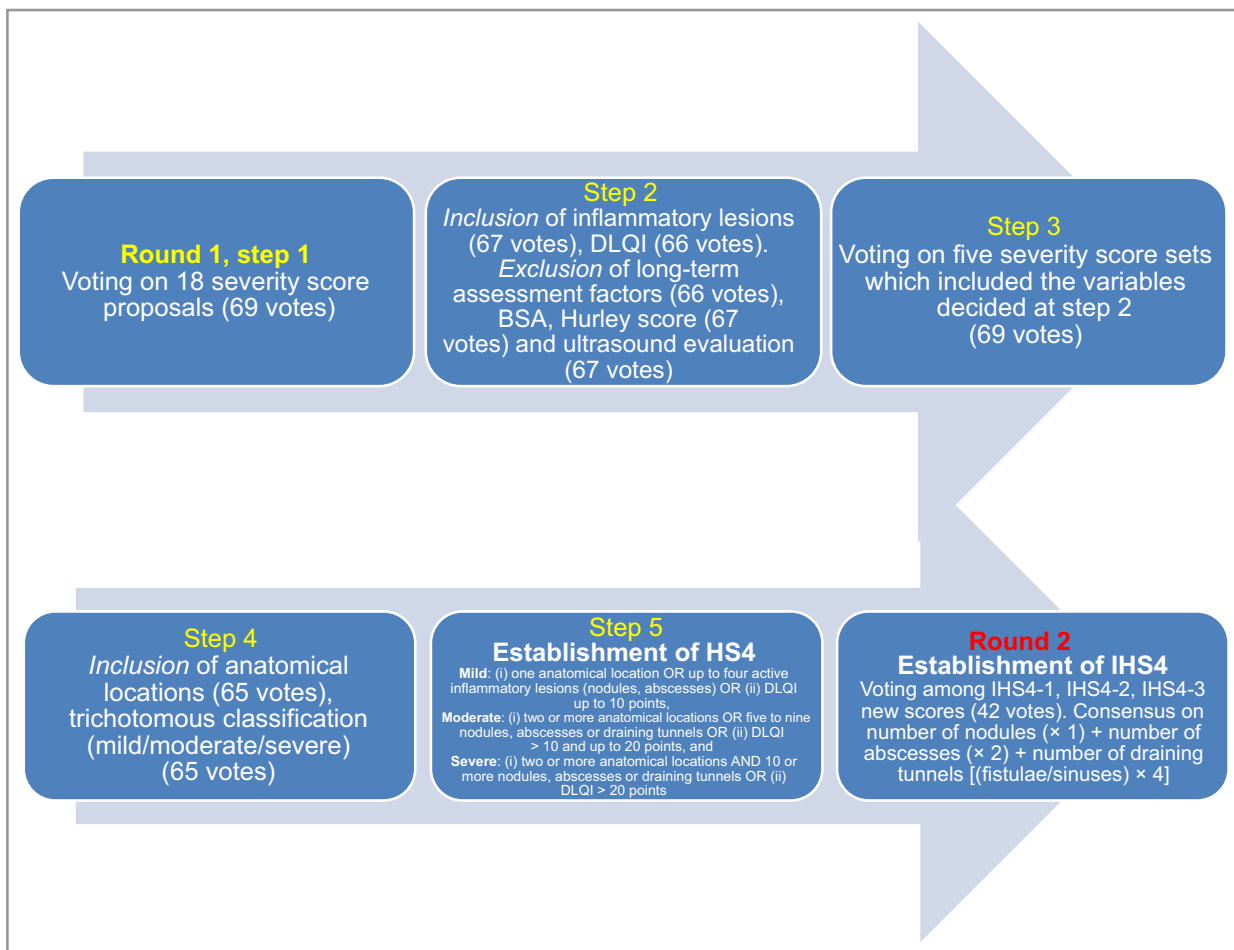 Round 1, step 1
Voting on 18 severity score
proposals (69 votes)
Step 2
Inclusion of inflammatory lesions
(67 votes), DLQI (66 votes).
Exclusion of long-term
assessment factors (66 votes),
BSA, Hurley score (67
votes) and ultrasound evaluation
(67 votes)
Step 3
Voting on five severity score sets
which included the variables
decided at step 2
(69 votes)
Step 4
Inclusion of anatomical
locations (65 votes),
trichotomous classification
(mild/moderate/severe)
(65 votes)
Step 5
Establishment of HS4
Mild: (i) one anatomical location OR up to four active
inflammatory lesions (nodules, abscesses) OR (ii) DLQI
up to 10 points,
Moderate: (i) two or more anatomical locations OR five to nine
nodules, abscesses or draining tunnels OR (ii) DLQI
> 10 and up to 20 points, and
Severe: (i) two or more anatomical locations AND 10 or
more nodules, abscesses or draining tunnels OR (ii)
DLQI > 20 points
Round 2
Establishment of IHS4
Voting among IHS4-1, IHS4-2, IHS4-3
new scores (42 votes). Consensus on
number of nodules (× 1) + number of
abscesses (× 2) + number of draining
tunnels [(fistulae/sinuses) × 4]